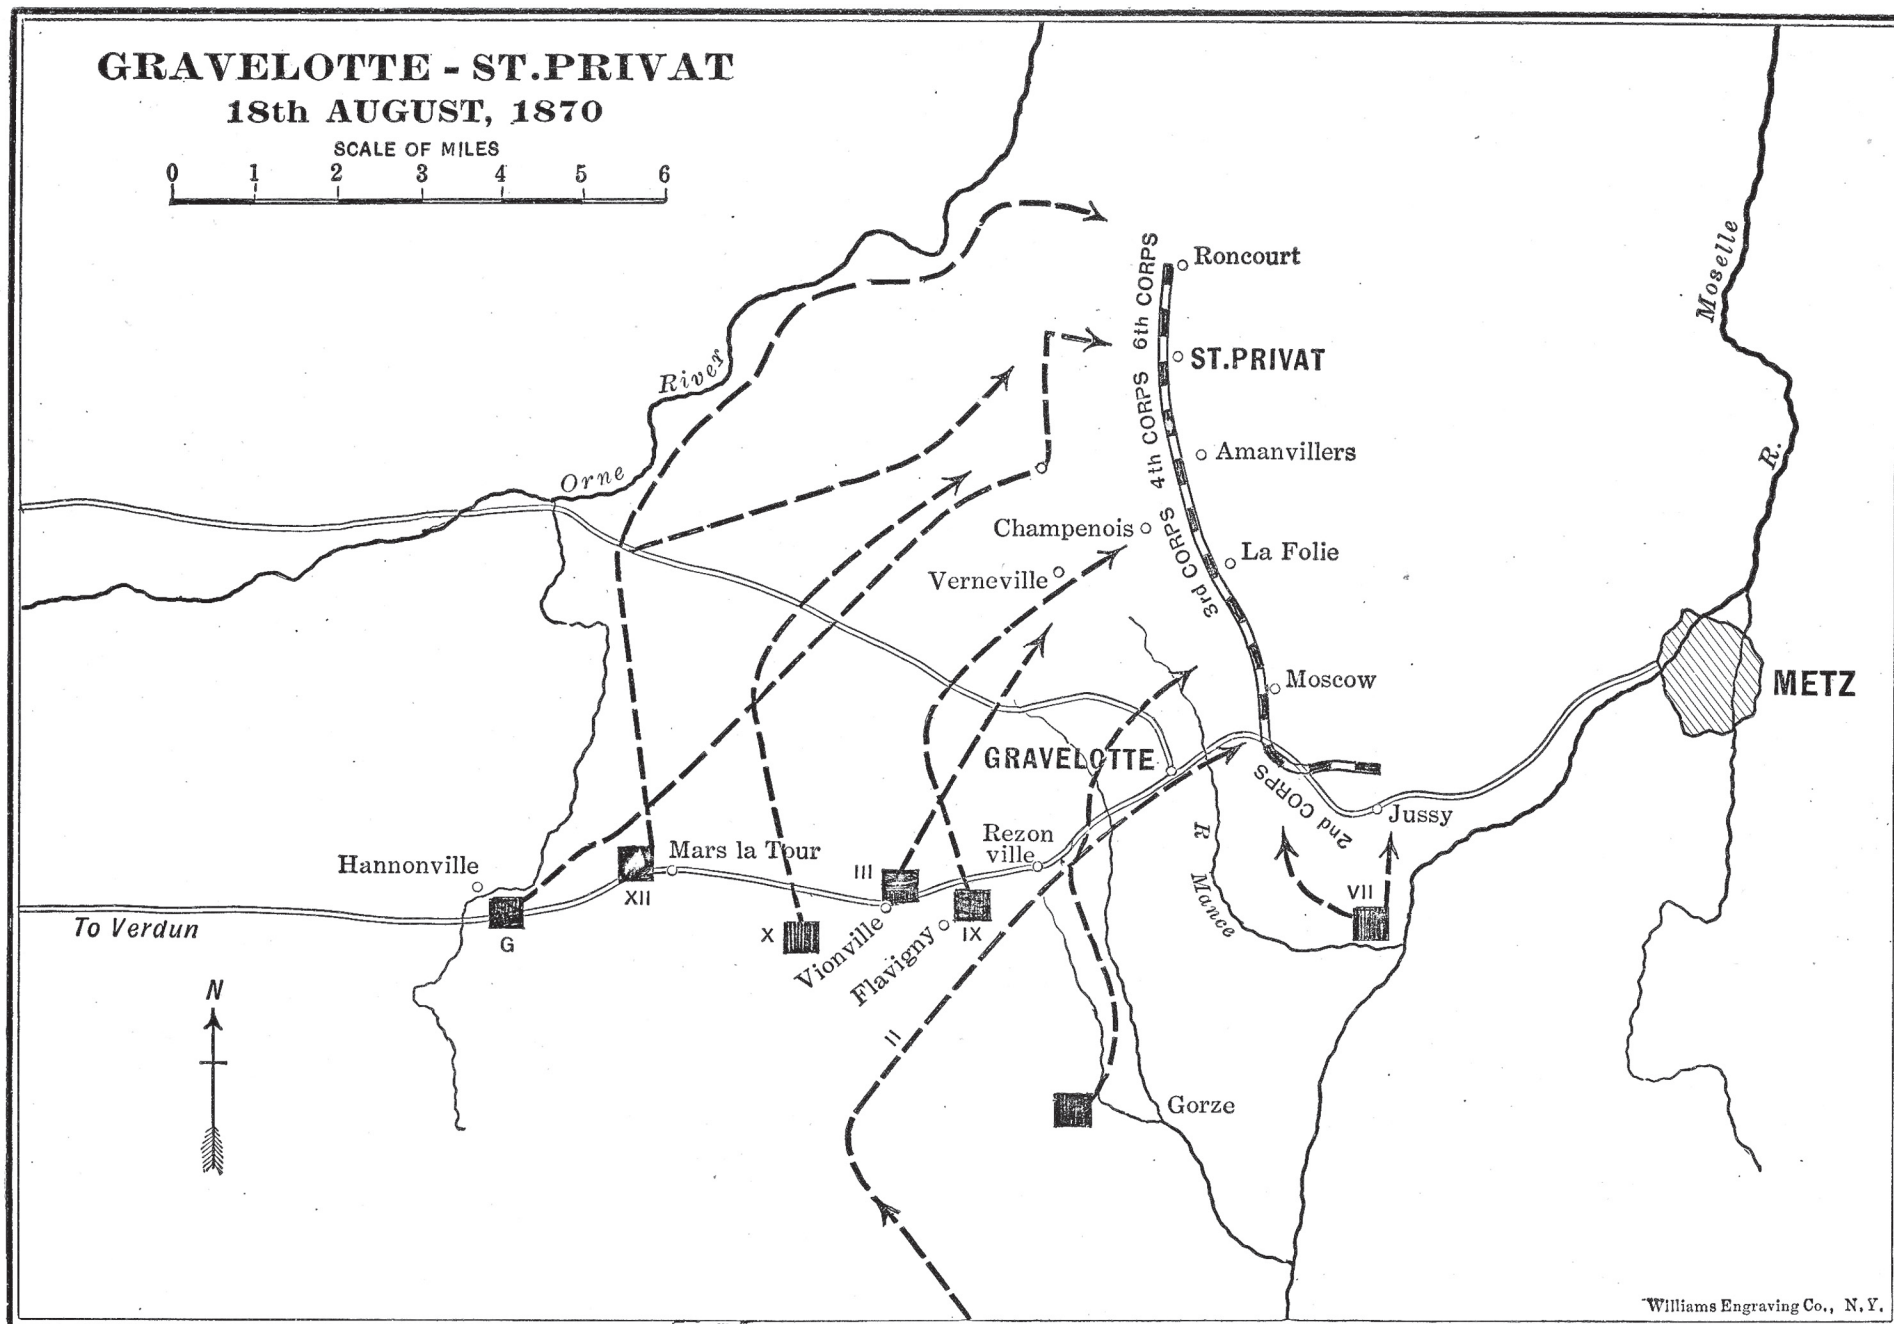 GRAVELOTTE - ST.PRIVAT
18th AUGUST, 1870
SCALE OF MILES
0 1 2 3 4 5 6
Moselle
R.
Orne
River
6th CORPS
4th CORPS
3rd CORPS
2nd CORPS
Roncourt
ST.PRIVAT
Amanvillers
Champenois
La Folie
Verneville
Moscow
METZ
GRAVELOTTE
Jussy
Rezon
ville
Mars la Tour
Hannonville
To Verdun
G
XII
X
III
IX
VII
II
Vionville
Flavigny
R
Mance
Gorze
N
Williams Engraving Co., N.Y.